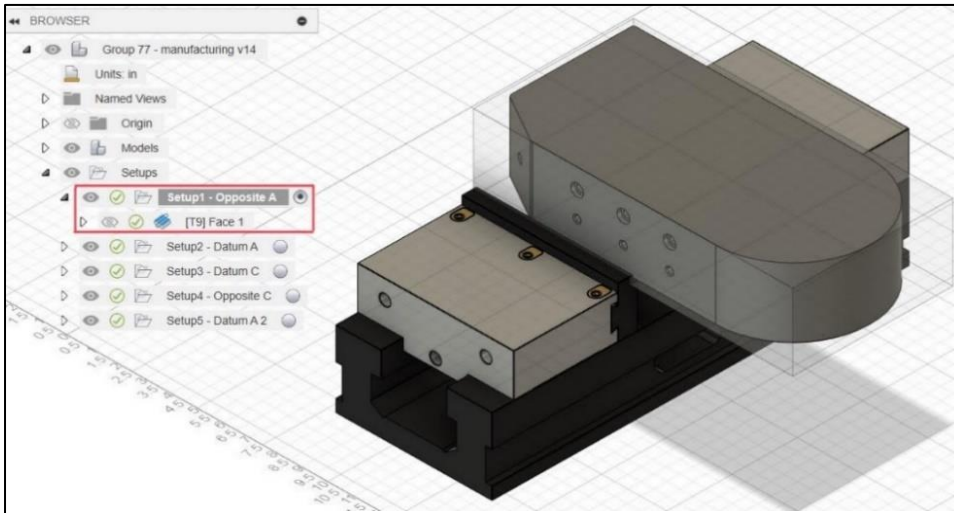 BROWSER
Group 77 - manufacturing v14
Units: in
Named Views
Origin
Models
Setups
Setup1 - Opposite A
[T9] Face 1
Setup2 - Datum A
Setup3 - Datum C
Setup4 - Opposite C
Setup5 - Datum A 2